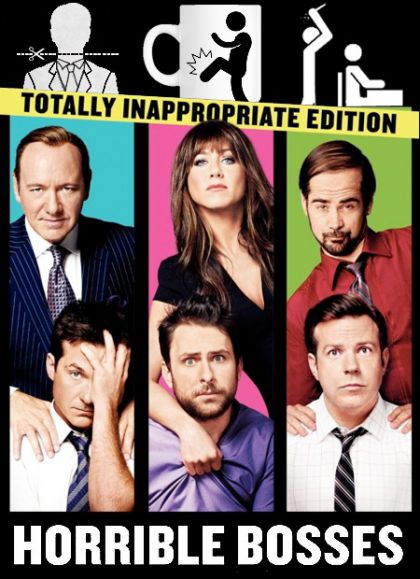 TOTALLY INAPPROPRIATE EDITION
HORRIBLE BOSSES